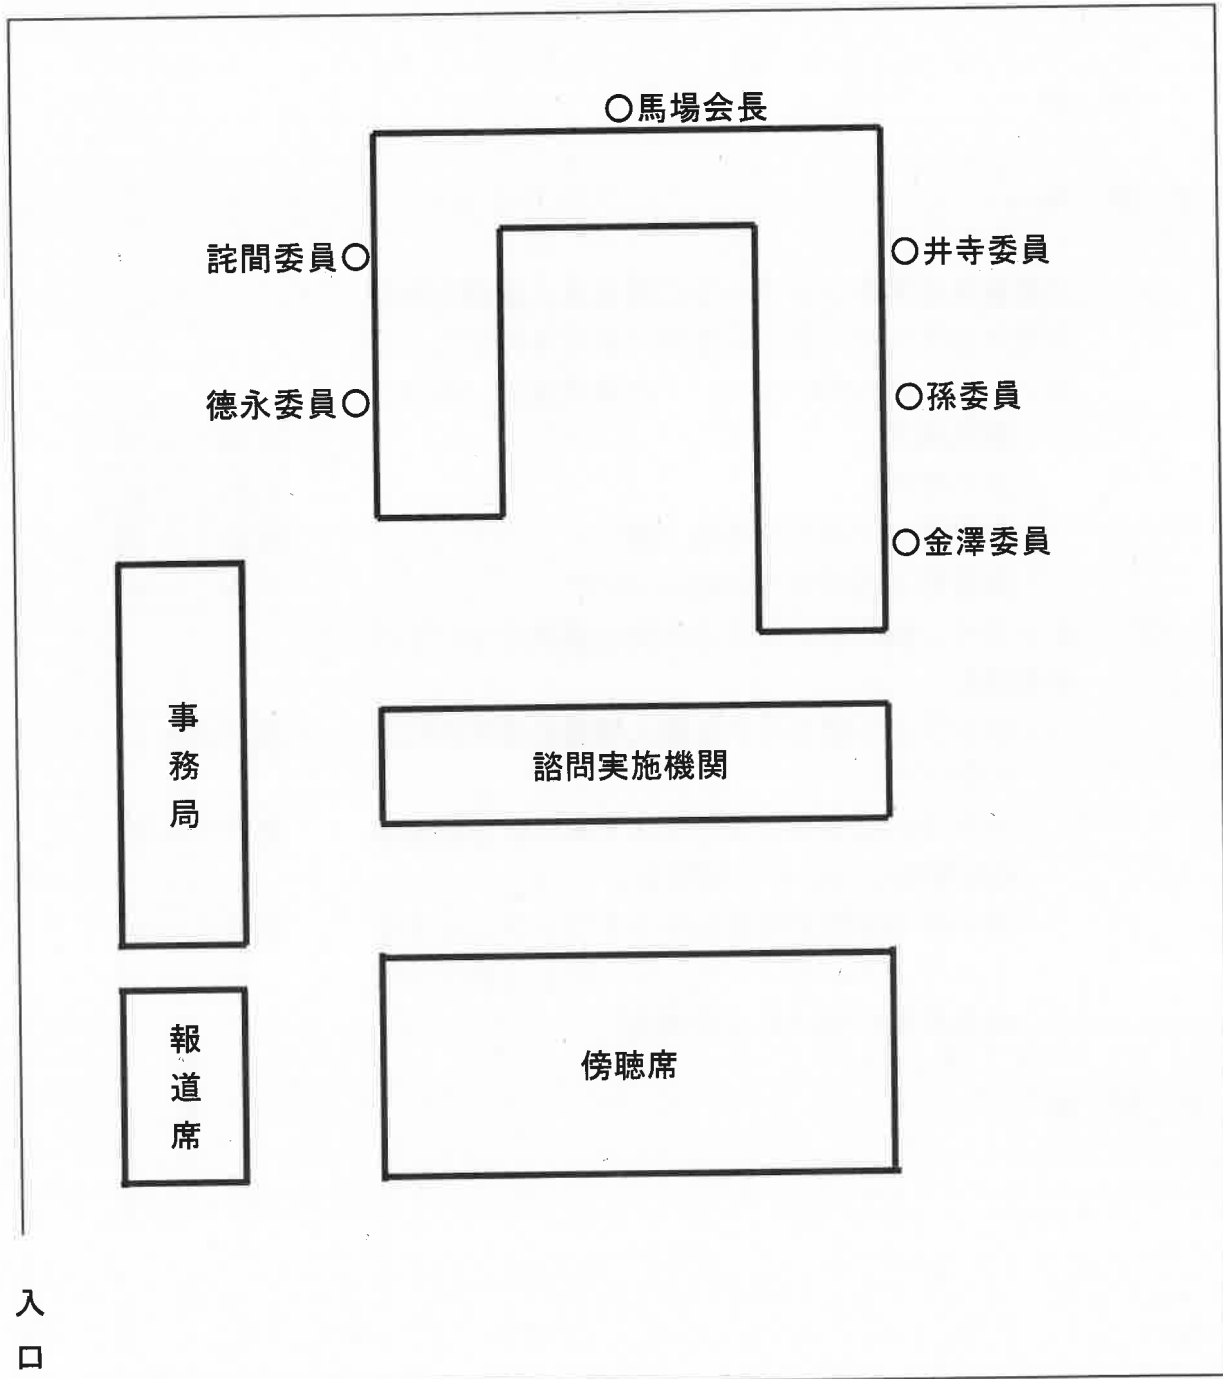 ○馬場会長
詫間委員○
○井寺委員
德永委員○
○孫委員
○金澤委員
事務局
諮問実施機関
報道席
傍聴席
入口